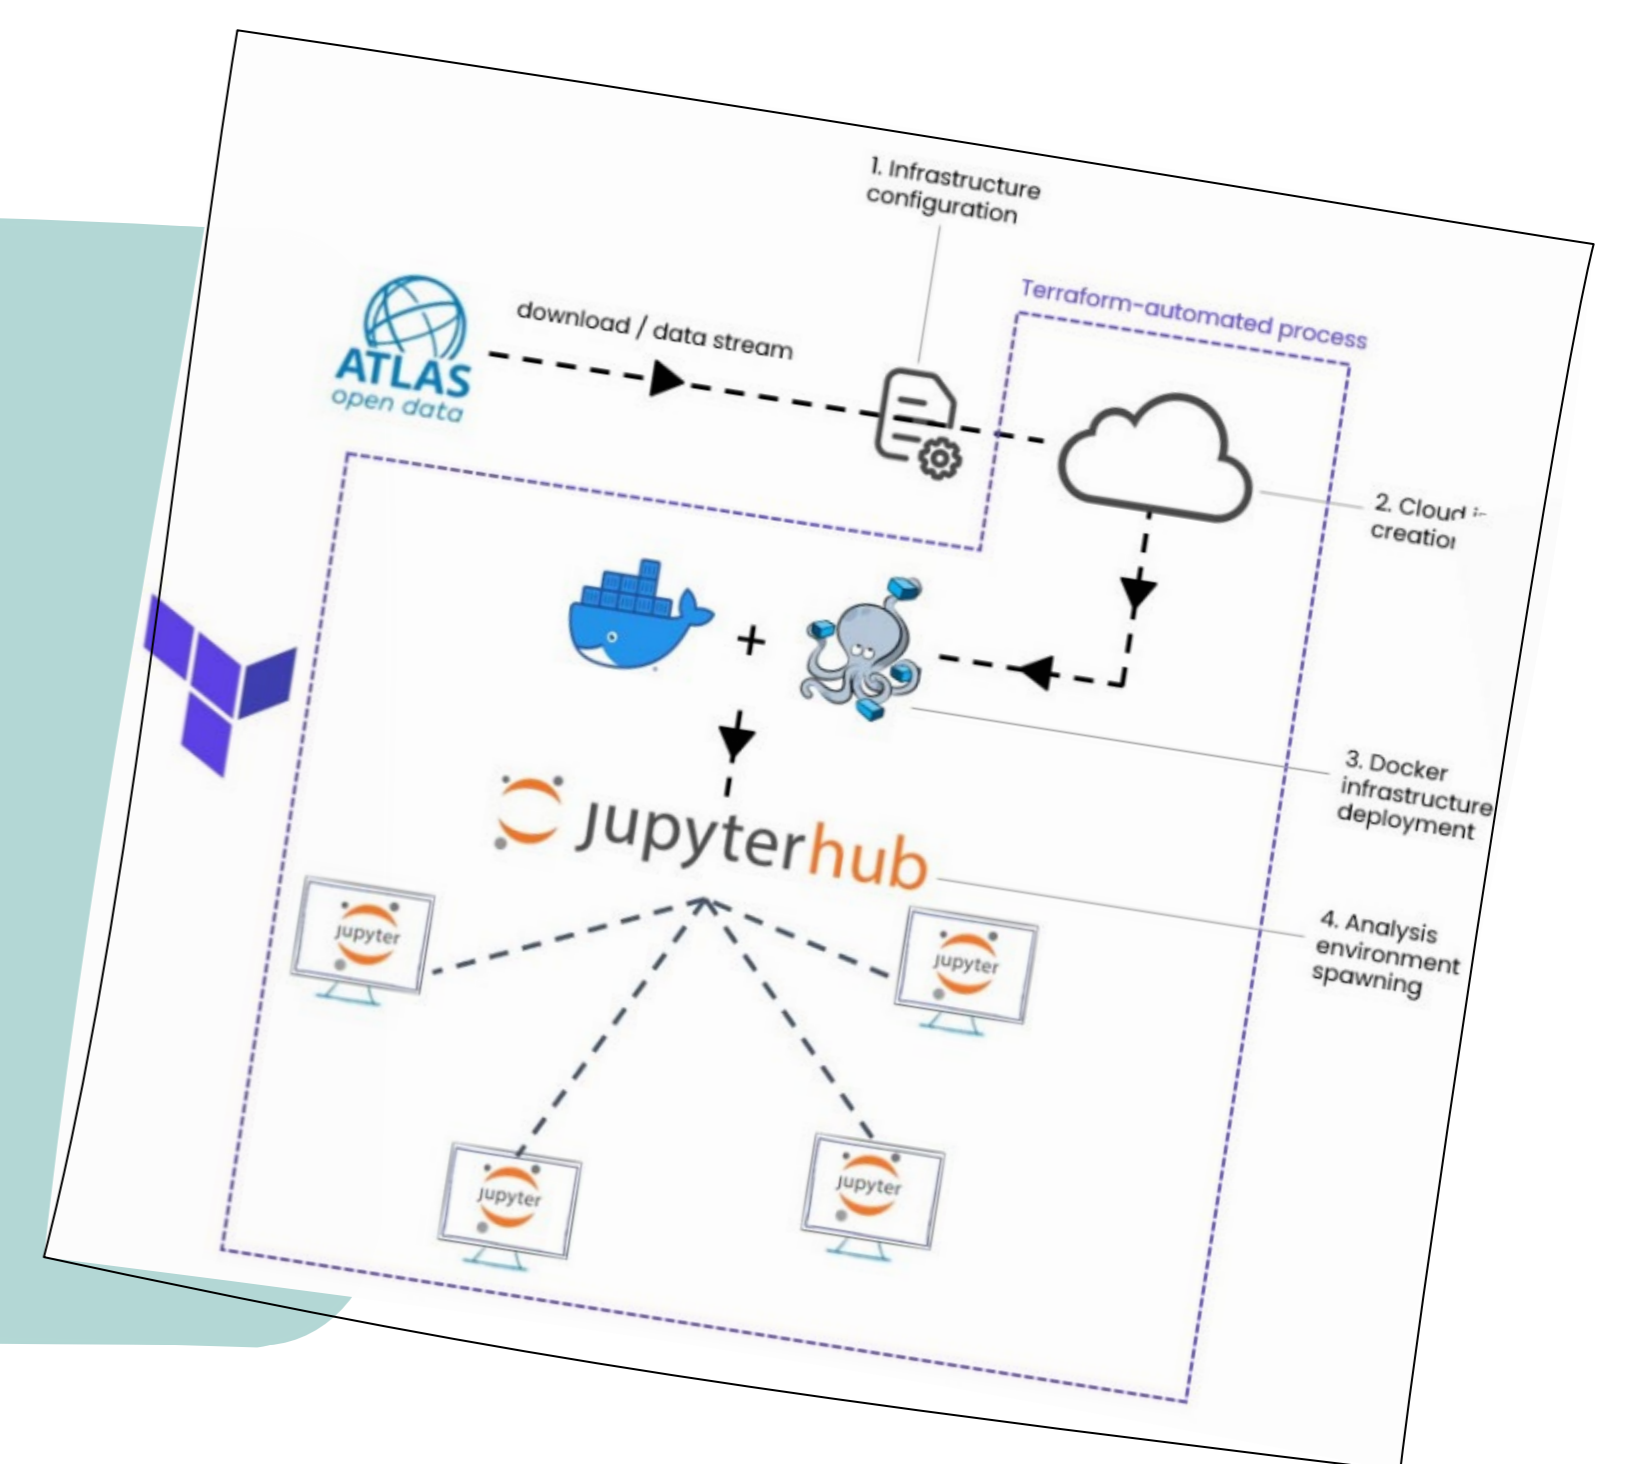 1. Infrastructure
configuration
Terraform-automated process
download / data stream
ATLAS
open data
2. Cloud
creation
3. Docker
infrastructure
deployment
jupyterhub
4. Analysis
environment
spawning
jupyter
jupyter
jupyter
jupyter